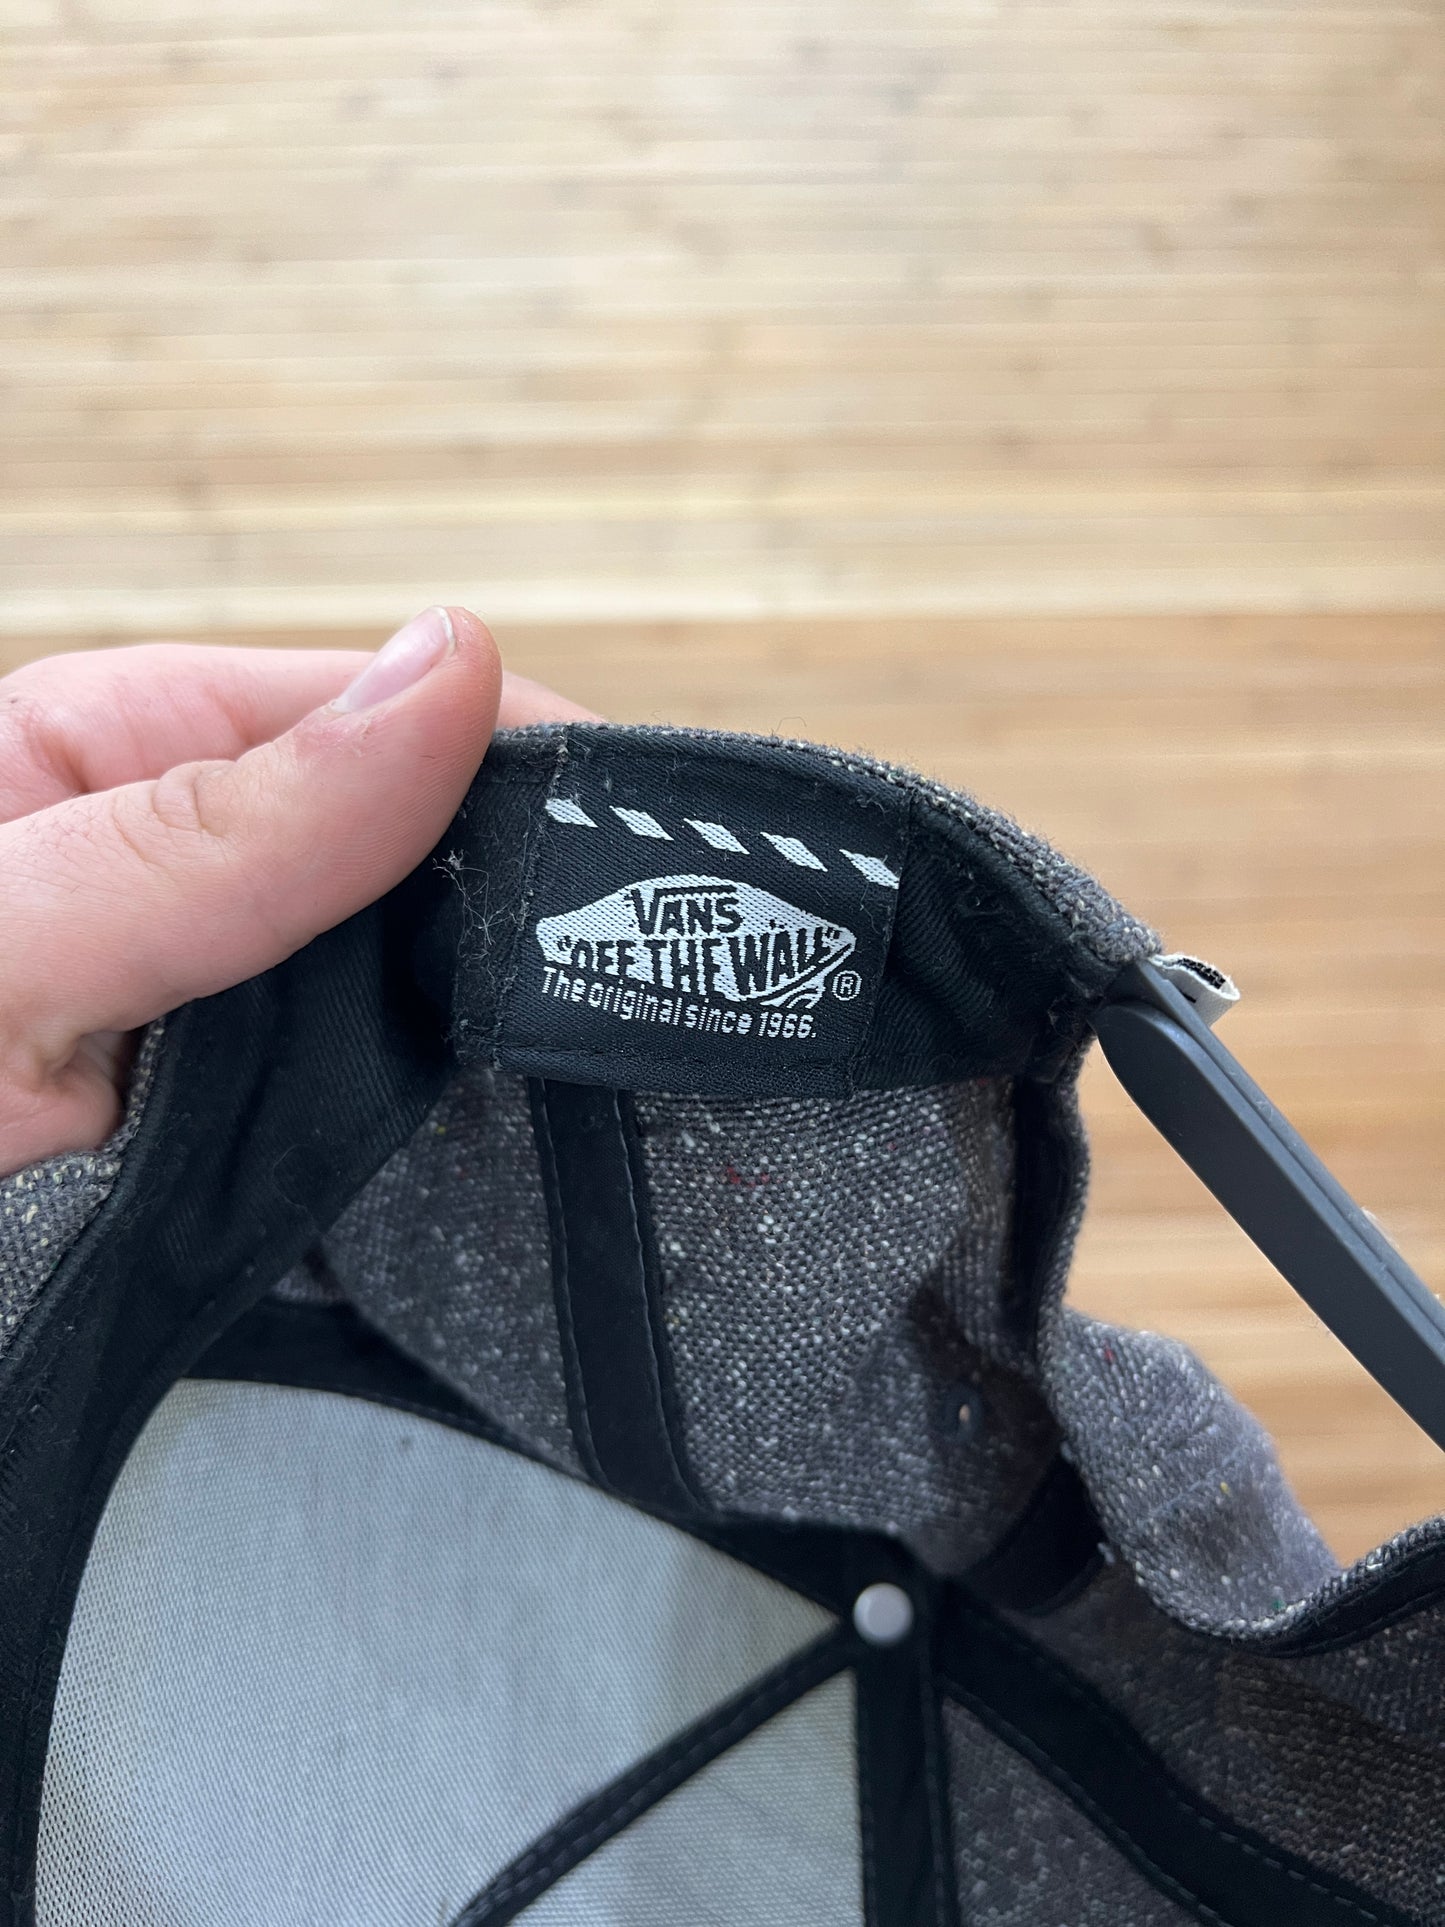 VANS
"OFF THE WALL"
The original since 1966.
®